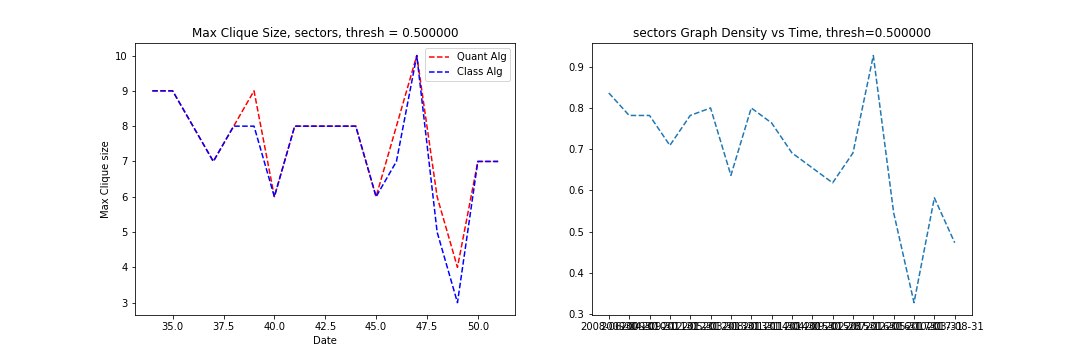 Max Clique Size, sectors, thresh = 0.500000
Max Clique size
10
9
8
7
6
5
4
3
Quant Alg
Class Alg
35.0 37.5 40.0 42.5 45.0 47.5 50.0
Date
sectors Graph Density vs Time, thresh=0.500000
0.9
0.8
0.7
0.6
0.5
0.4
0.3